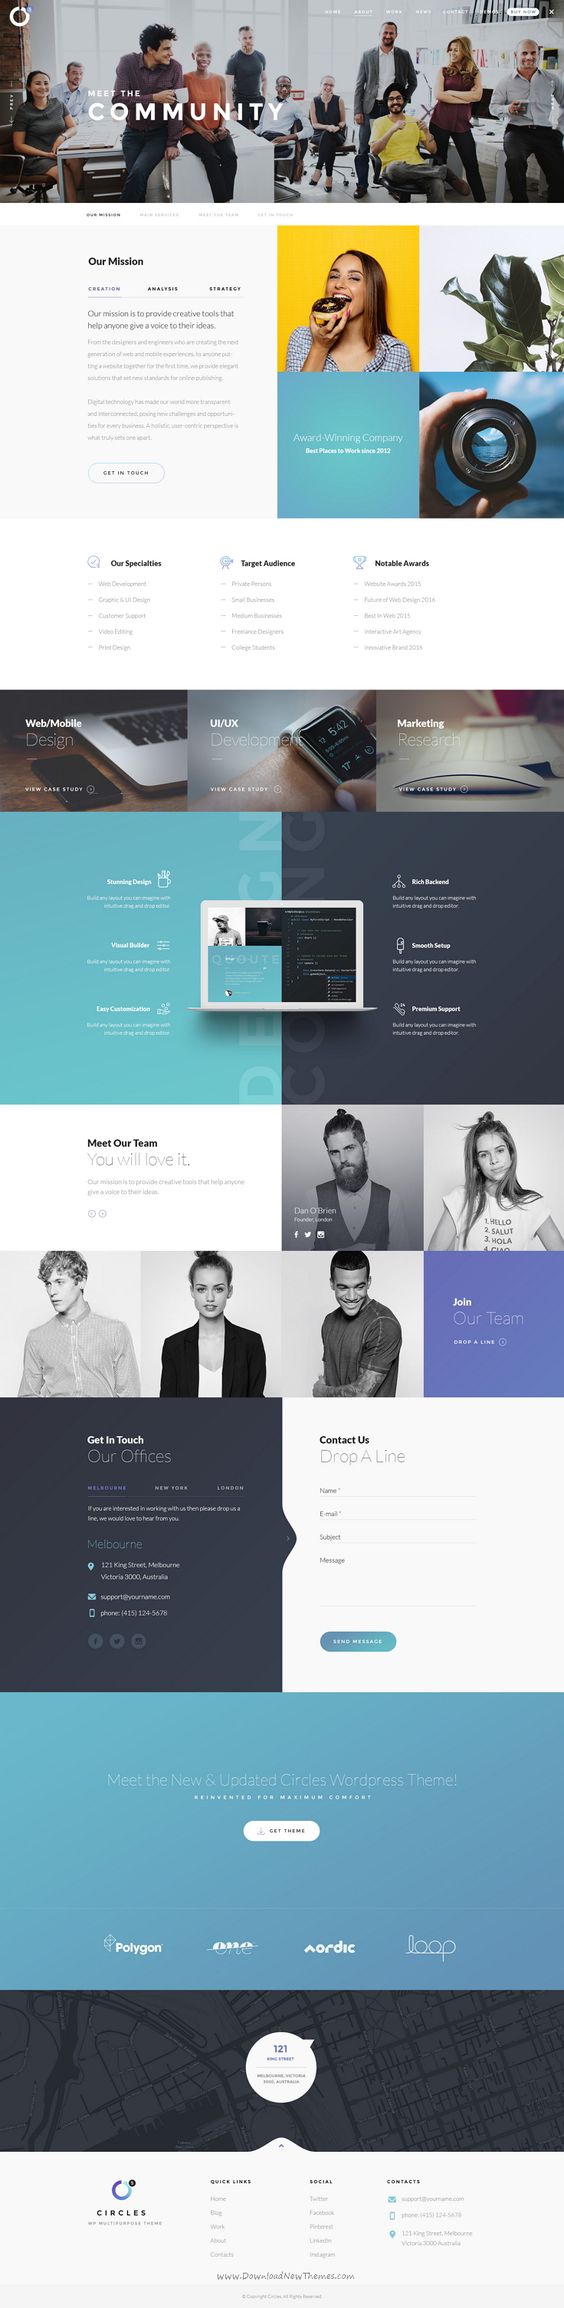 HOME ABOUT WORK NEWS CONTACT DEMOS BUY NOW
PREV
MEET THE
COMMUNITY
OUR MISSION MAIN SERVICES MEET THE TEAM GET IN TOUCH
Our Mission
CREATION ANALYSIS STRATEGY
Our mission is to provide creative tools that
help anyone give a voice to their ideas.
From the designers and engineers who are creating the next
generation of web and mobile experiences, to anyone put-
ting a website together for the first time, we provide elegant
solutions that set new standards for online publishing.
Digital technology has made our world more transparent
and interconnected, posing new challenges and opportuni-
ties for every business. A holistic, user-centric perspective is
what truly sets one apart.
GET IN TOUCH
Award-Winning Company
Best Places to Work since 2012
Our Specialties
Web Development
Graphic & UI Design
Customer Support
Video Editing
Print Design
Target Audience
Private Persons
Small Businesses
Medium Businesses
Freelance Designers
College Students
Notable Awards
Website Awards 2015
Future of Web Design 2016
Best In Web 2015
Interactive Art Agency
Innovative Brand 2016
Web/Mobile
Design
VIEW CASE STUDY
UI/UX
Development
VIEW CASE STUDY
5:42
Marketing
Research
VIEW CASE STUDY
DESIGN
CODING
Stunning Design
Build any layout you can imagine with
intuitive drag and drop editor.
Visual Builder
Build any layout you can imagine with
intuitive drag and drop editor.
Easy Customization
Build any layout you can imagine with
intuitive drag and drop editor.
QUOTE
Rich Backend
Build any layout you can imagine with
intuitive drag and drop editor.
Smooth Setup
Build any layout you can imagine with
intuitive drag and drop editor.
Premium Support
Build any layout you can imagine with
intuitive drag and drop editor.
Meet Our Team
You will love it.
Our mission is to provide creative tools that help anyone
give a voice to their ideas.
Dan O'Brien
Founder, London
1. HELLO
2. SALUT
3. HOLA
4. CIAO
Join
Our Team
DROP A LINE
Get In Touch
Our Offices
MELBOURNE NEW YORK LONDON
If you are interested in working with us then please drop us a
line, we would love to hear from you.
Melbourne
121 King Street, Melbourne
Victoria 3000, Australia
support@yourname.com
phone: (415) 124-5678
Contact Us
Drop A Line
Name *
E-mail *
Subject
Message
SEND MESSAGE
Meet the New & Updated Circles Wordpress Theme!
REINVENTED FOR MAXIMUM COMFORT
GET THEME
Polygon one nordic loop
121
KING STREET
MELBOURNE, VICTORIA
3000, AUSTRALIA
5
CIRCLES
WP MULTIPURPOSE THEME
QUICK LINKS
Home
Blog
Work
About
Contacts
SOCIAL
Twitter
Facebook
Pinterest
LinkedIn
Instagram
CONTACTS
support@yourname.com
phone: (415) 124-5678
121 King Street, Melbourne
Victoria 3000 Australia
www.DownloadNewThemes.com
© Copyright Circles. All Rights Reserved.